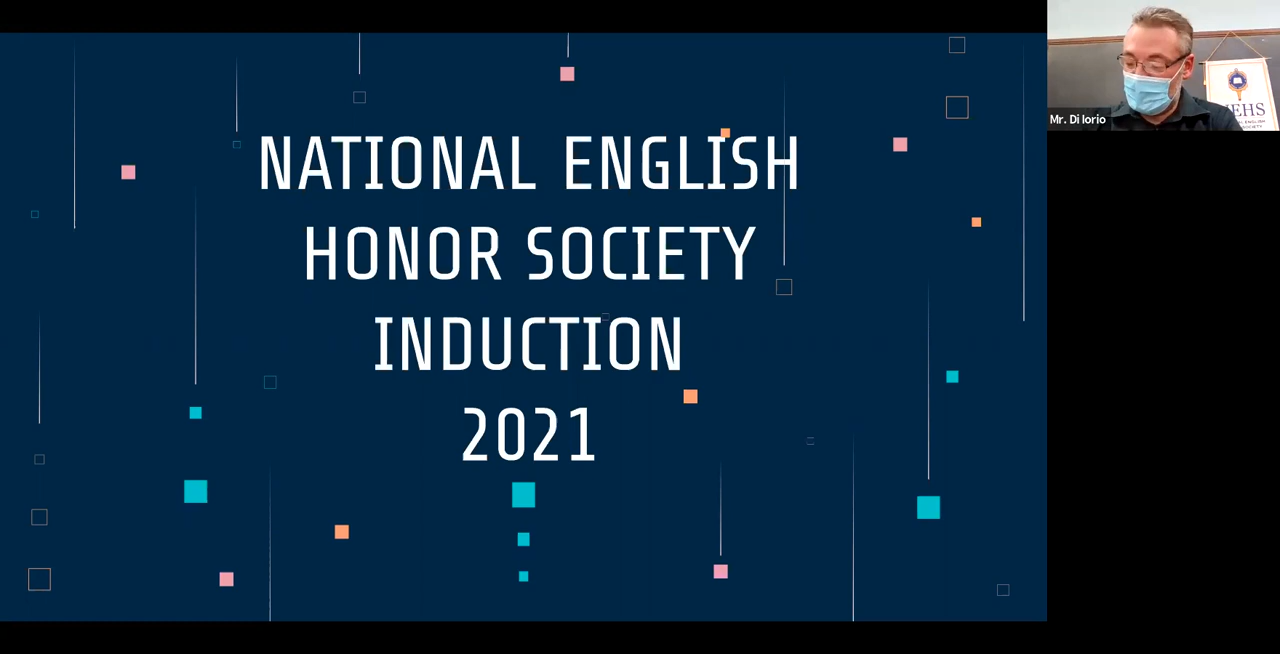 NATIONAL ENGLISH
HONOR SOCIETY
INDUCTION
2021
Mr. Di Iorio